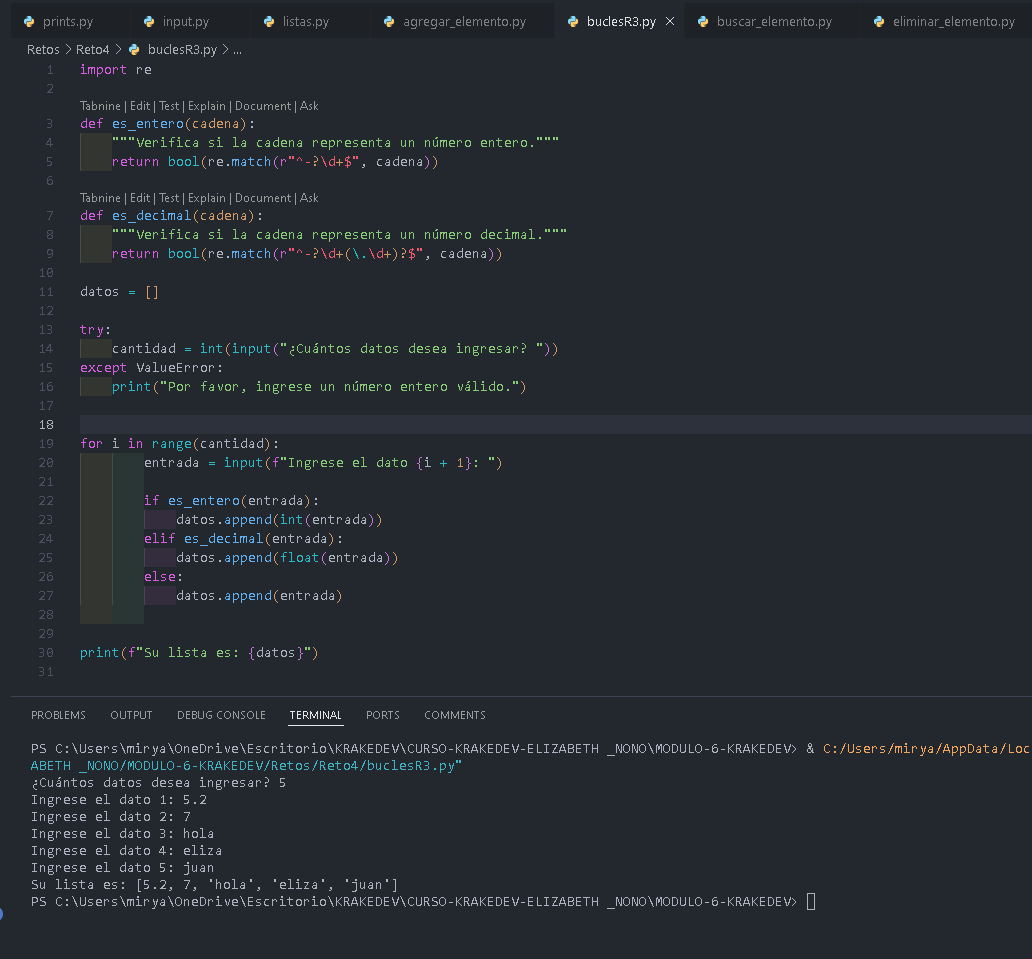 prints.py input.py listas.py agregar_elemento.py buclesR3.py buscar_elemento.py eliminar_elemento.py
Retos > Reto4 > buclesR3.py > ...
1 import re
2
Tabnine | Edit | Test | Explain | Document | Ask
3 def es_entero(cadena):
4     """Verifica si la cadena representa un número entero."""
5     return bool(re.match(r"^-?\d+$", cadena))
6
Tabnine | Edit | Test | Explain | Document | Ask
7 def es_decimal(cadena):
8     """Verifica si la cadena representa un número decimal."""
9     return bool(re.match(r"^-?\d+(\.\d+)?$", cadena))
10
11 datos = []
12
13 try:
14     cantidad = int(input("¿Cuántos datos desea ingresar? "))
15 except ValueError:
16     print("Por favor, ingrese un número entero válido.")
17
18
19 for i in range(cantidad):
20         entrada = input(f"Ingrese el dato {i + 1}: ")
21
22         if es_entero(entrada):
23             datos.append(int(entrada))
24         elif es_decimal(entrada):
25             datos.append(float(entrada))
26         else:
27             datos.append(entrada)
28
29
30 print(f"Su lista es: {datos}")
31
PROBLEMS OUTPUT DEBUG CONSOLE TERMINAL PORTS COMMENTS
PS C:\Users\mirya\OneDrive\Escritorio\KRAKEDEV\CURSO-KRAKEDEV-ELIZABETH _NONO\MODULO-6-KRAKEDEV> & C:/Users/mirya/AppData/Loc
ABETH _NONO/MODULO-6-KRAKEDEV/Retos/Reto4/buclesR3.py"
¿Cuántos datos desea ingresar? 5
Ingrese el dato 1: 5.2
Ingrese el dato 2: 7
Ingrese el dato 3: hola
Ingrese el dato 4: eliza
Ingrese el dato 5: juan
Su lista es: [5.2, 7, 'hola', 'eliza', 'juan']
PS C:\Users\mirya\OneDrive\Escritorio\KRAKEDEV\CURSO-KRAKEDEV-ELIZABETH _NONO\MODULO-6-KRAKEDEV>